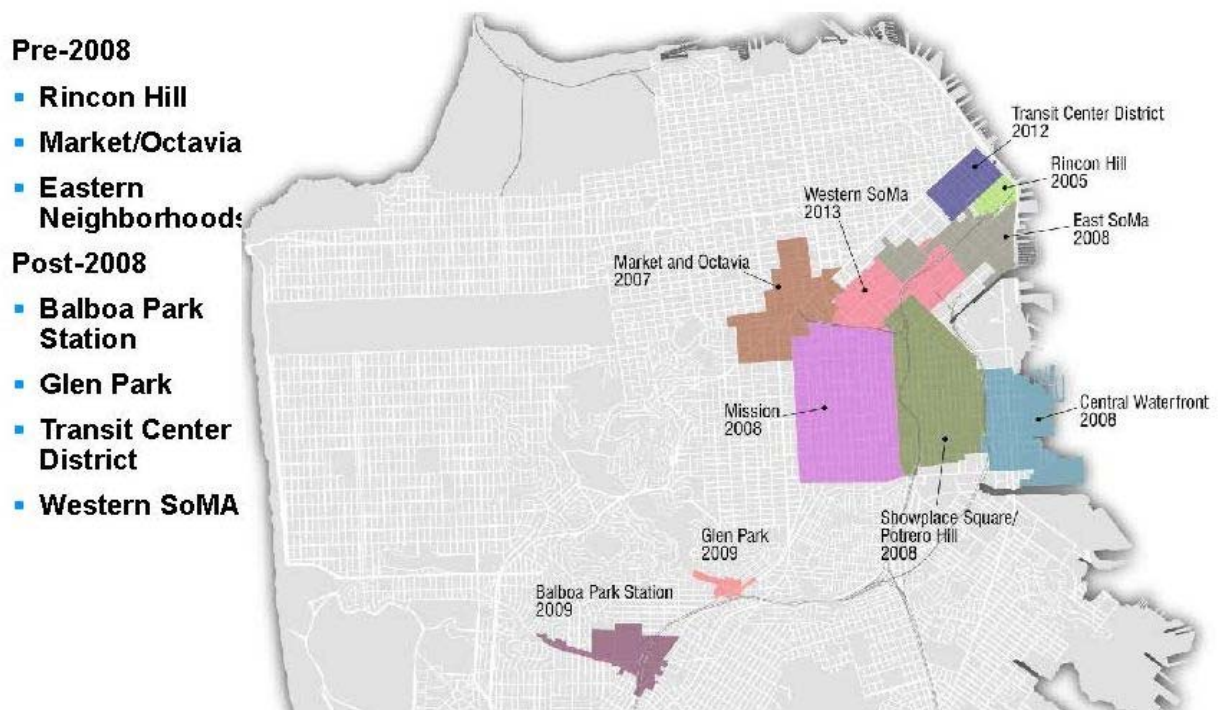 Pre-2008
▪ Rincon Hill
▪ Market/Octavia
▪ Eastern
Neighborhoods
Post-2008
▪ Balboa Park
Station
▪ Glen Park
▪ Transit Center
District
▪ Western SoMA
Transit Center District
2012
Rincon Hill
2005
Western SoMa
2013
East SoMa
2008
Market and Octavia
2007
Mission
2008
Central Waterfront
2008
Showplace Square/
Potrero Hill
2008
Glen Park
2009
Balboa Park Station
2009